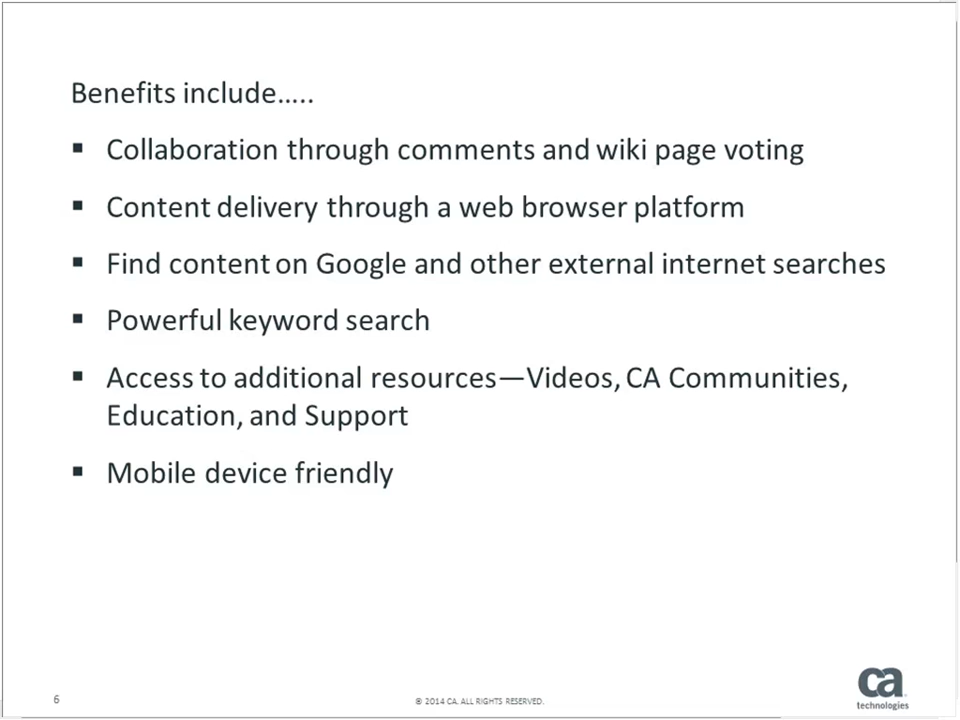 Benefits include…..
▪ Collaboration through comments and wiki page voting
▪ Content delivery through a web browser platform
▪ Find content on Google and other external internet searches
▪ Powerful keyword search
▪ Access to additional resources—Videos, CA Communities,
Education, and Support
▪ Mobile device friendly
6
© 2014 CA. ALL RIGHTS RESERVED.
ca
technologies